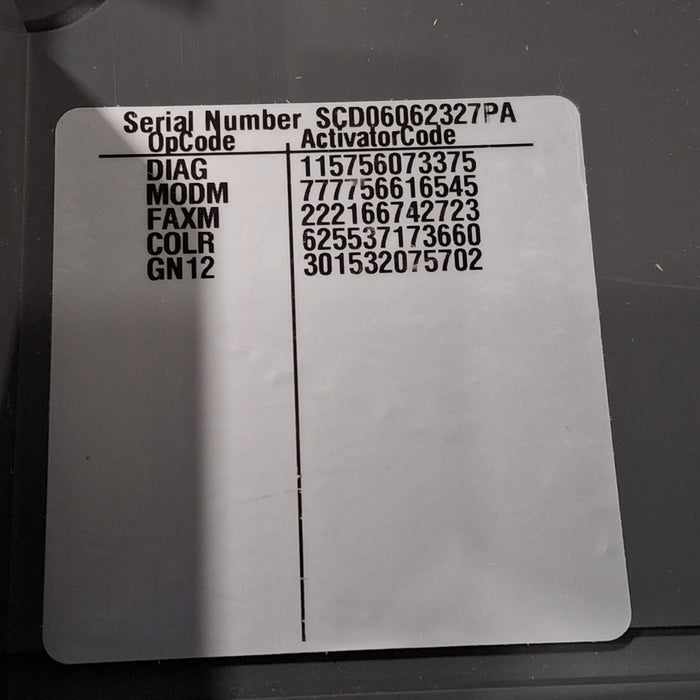 Serial Number SCD06062327PA
OpCode ActivatorCode
DIAG 115756073375
MODM 777756616545
FAXM 222166742723
COLR 625537173660
GN12 301532075702